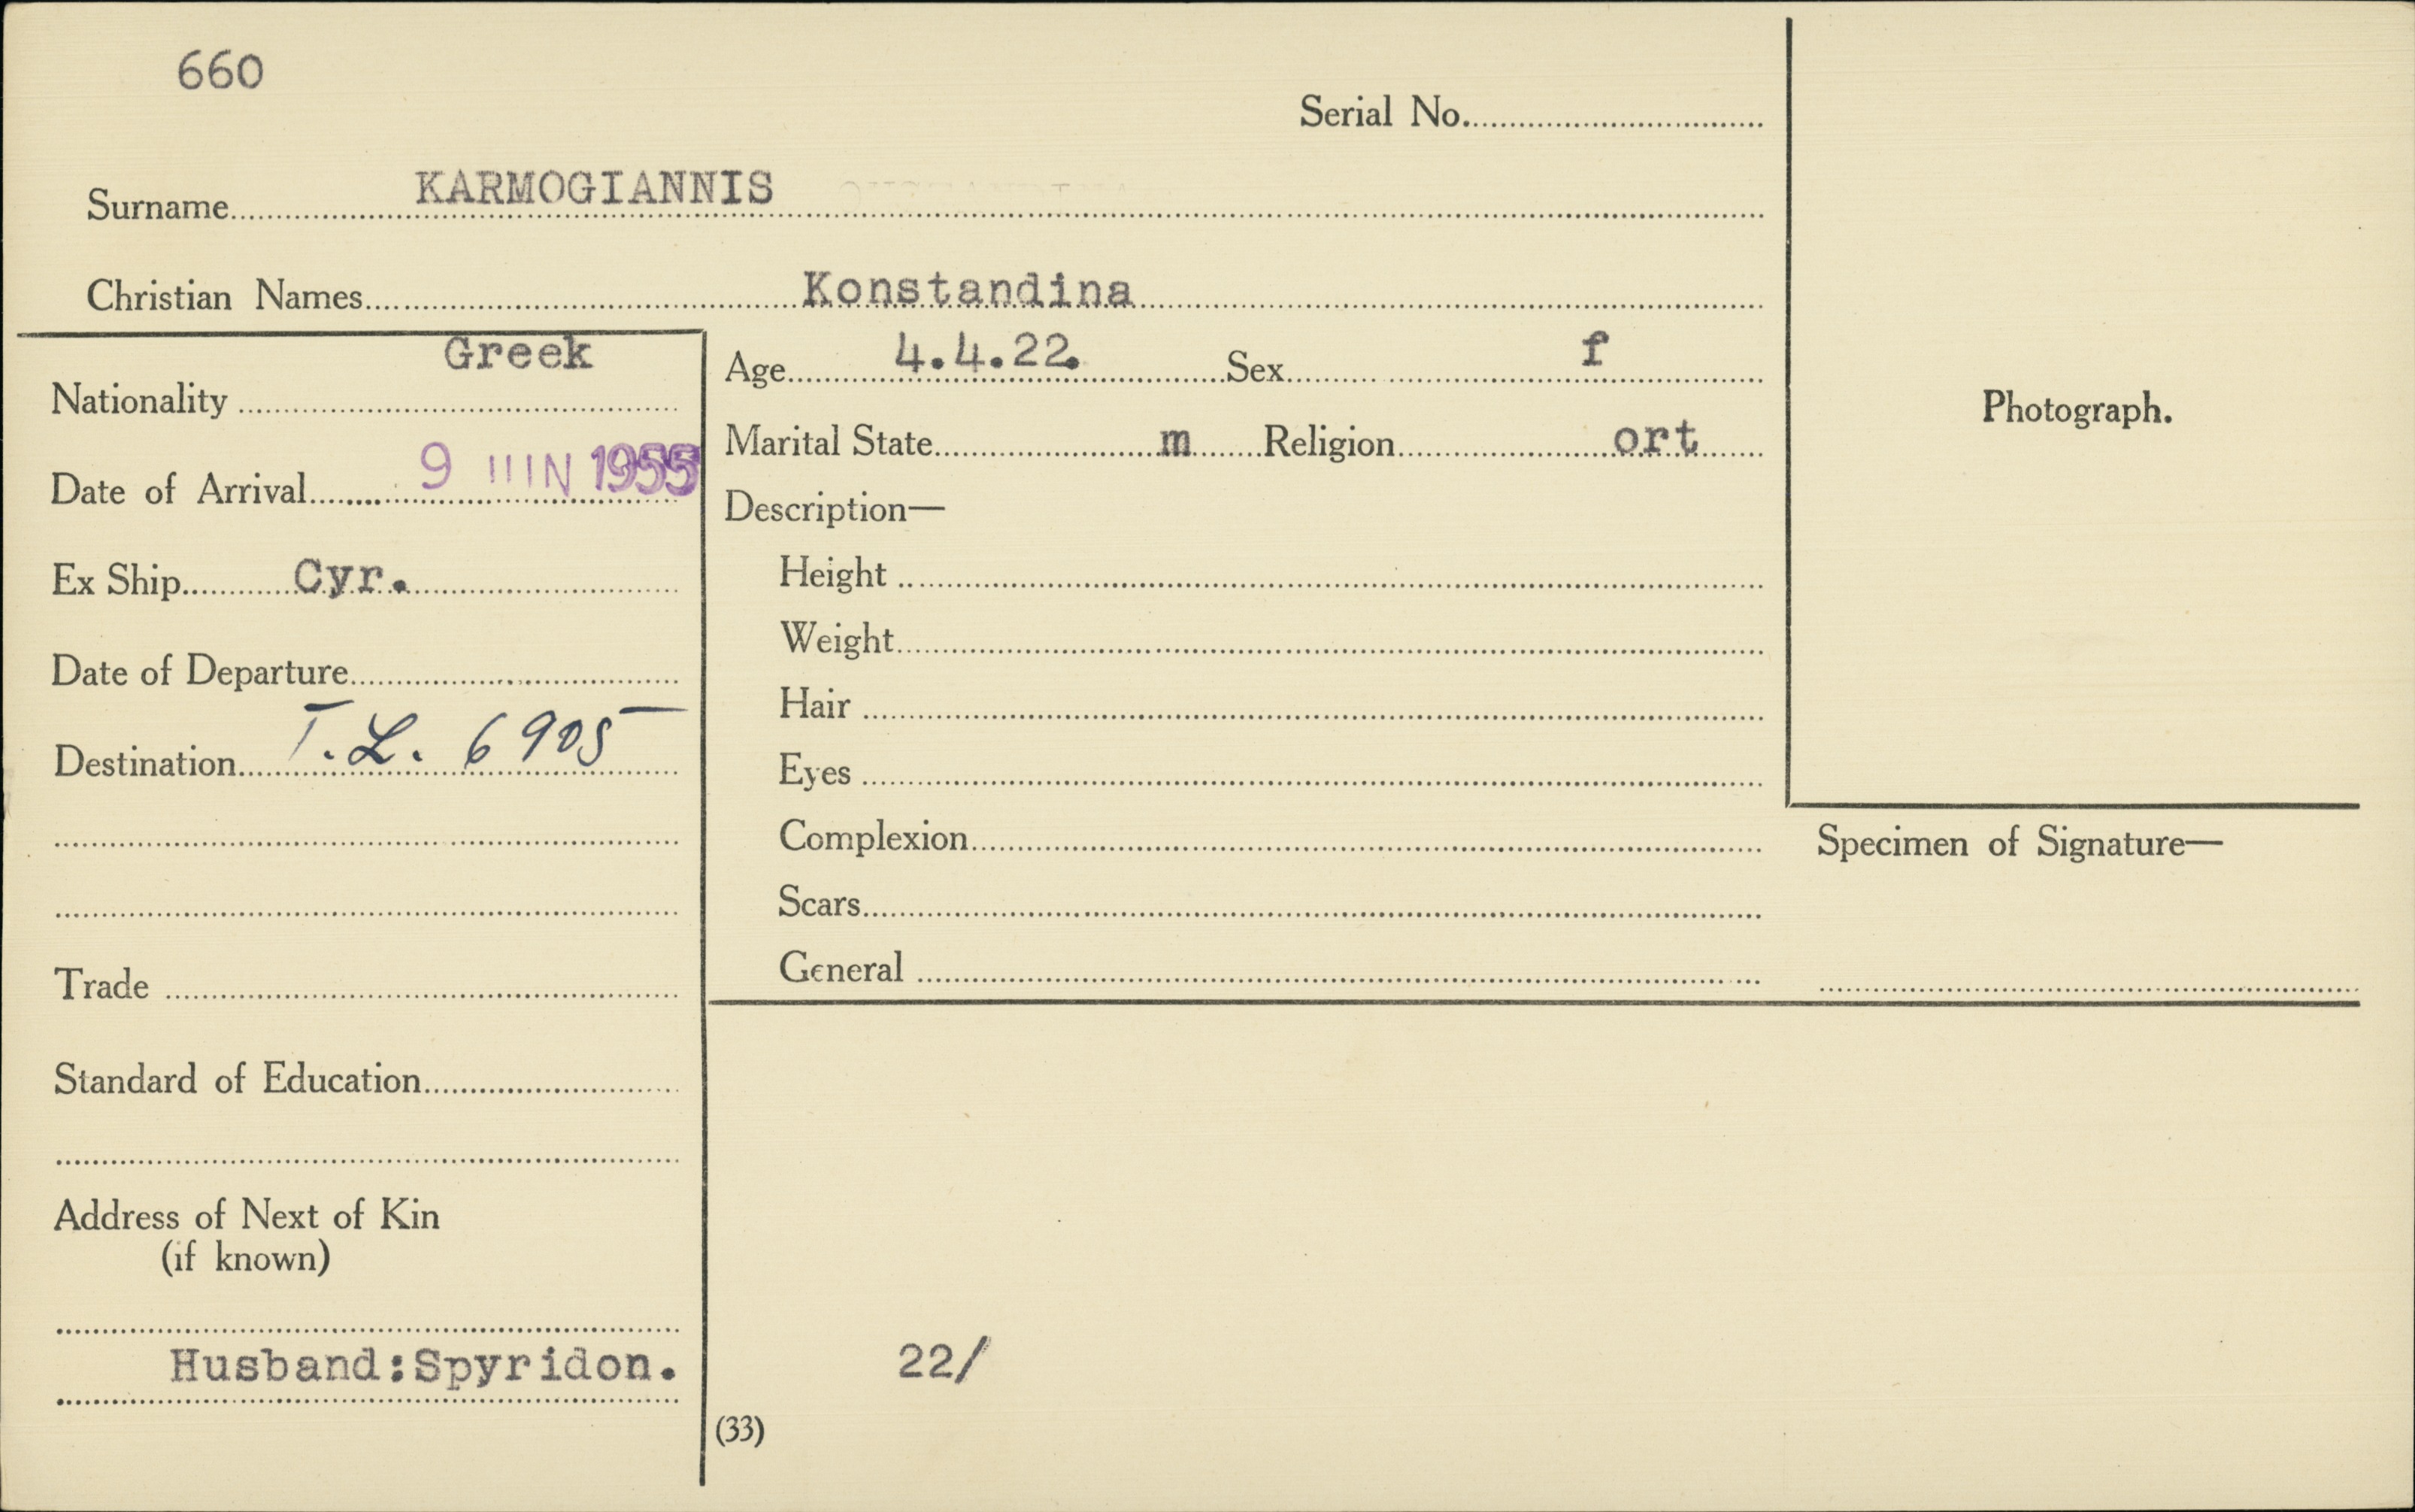 660
Serial No.
Surname KARMOGIANNIS
Christian Names Konstandina
Nationality Greek
Date of Arrival 9 JUN 1955
Ex Ship Cyr.
Date of Departure
Destination T.L. 6905
Trade
Standard of Education
Address of Next of Kin
(if known)
Husband:Spyridon.
Age 4.4.22. Sex f
Marital State m Religion ort
Description—
Height
Weight
Hair
Eyes
Complexion
Scars
General
22/
(33)
Photograph.
Specimen of Signature—